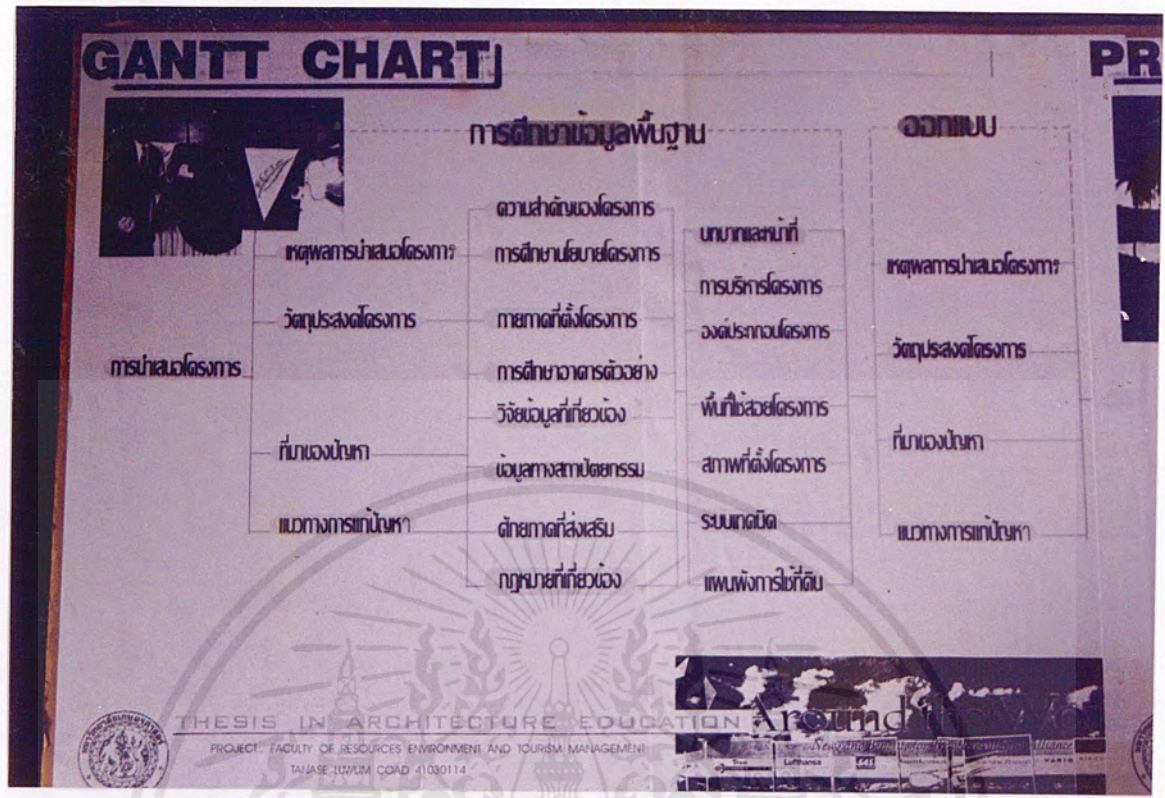 GANTT CHART
PR
การศึกษาข้อมูลพื้นฐาน
ออกแบบ
การนำเสนอโครงการ
เหตุผลการนำเสนอโครงการ
วัตถุประสงค์โครงการ
ที่มาของปัญหา
แนวทางการแก้ปัญหา
ความสำคัญของโครงการ
การศึกษานโยบายโครงการ
กายภาคที่ตั้งโครงการ
การศึกษาอาคารตัวอย่าง
วิจัยข้อมูลที่เกี่ยวข้อง
ข้อมูลทางสถาปัตยกรรม
ศักยภาคที่ส่งเสริม
กฎหมายที่เกี่ยวข้อง
บทบาทและหน้าที่
การบริหารโครงการ
องค์ประกอบโครงการ
พื้นที่ใช้สอยโครงการ
สภาพที่ตั้งโครงการ
ระบบเทคนิค
แผนผังการใช้ที่ดิน
เหตุผลการนำเสนอโครงการ
วัตถุประสงค์โครงการ
ที่มาของปัญหา
แนวทางการแก้ปัญหา
THESIS IN ARCHITECTURE EDUCATION
PROJECT : FACULTY OF RESOURCES ENVIRONMENT AND TOURISM MANAGEMENT
TANASE LUWLIM COAD 41030114
Around the
Lufthansa
SAS
VARIG